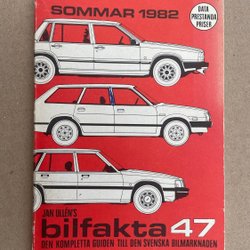 SOMMAR 1982
DATA
PRESTANDA
PRISER
JAN ULLÉN'S
bilfakta 47
DEN KOMPLETTA GUIDEN TILL DEN SVENSKA BILMARKNADEN